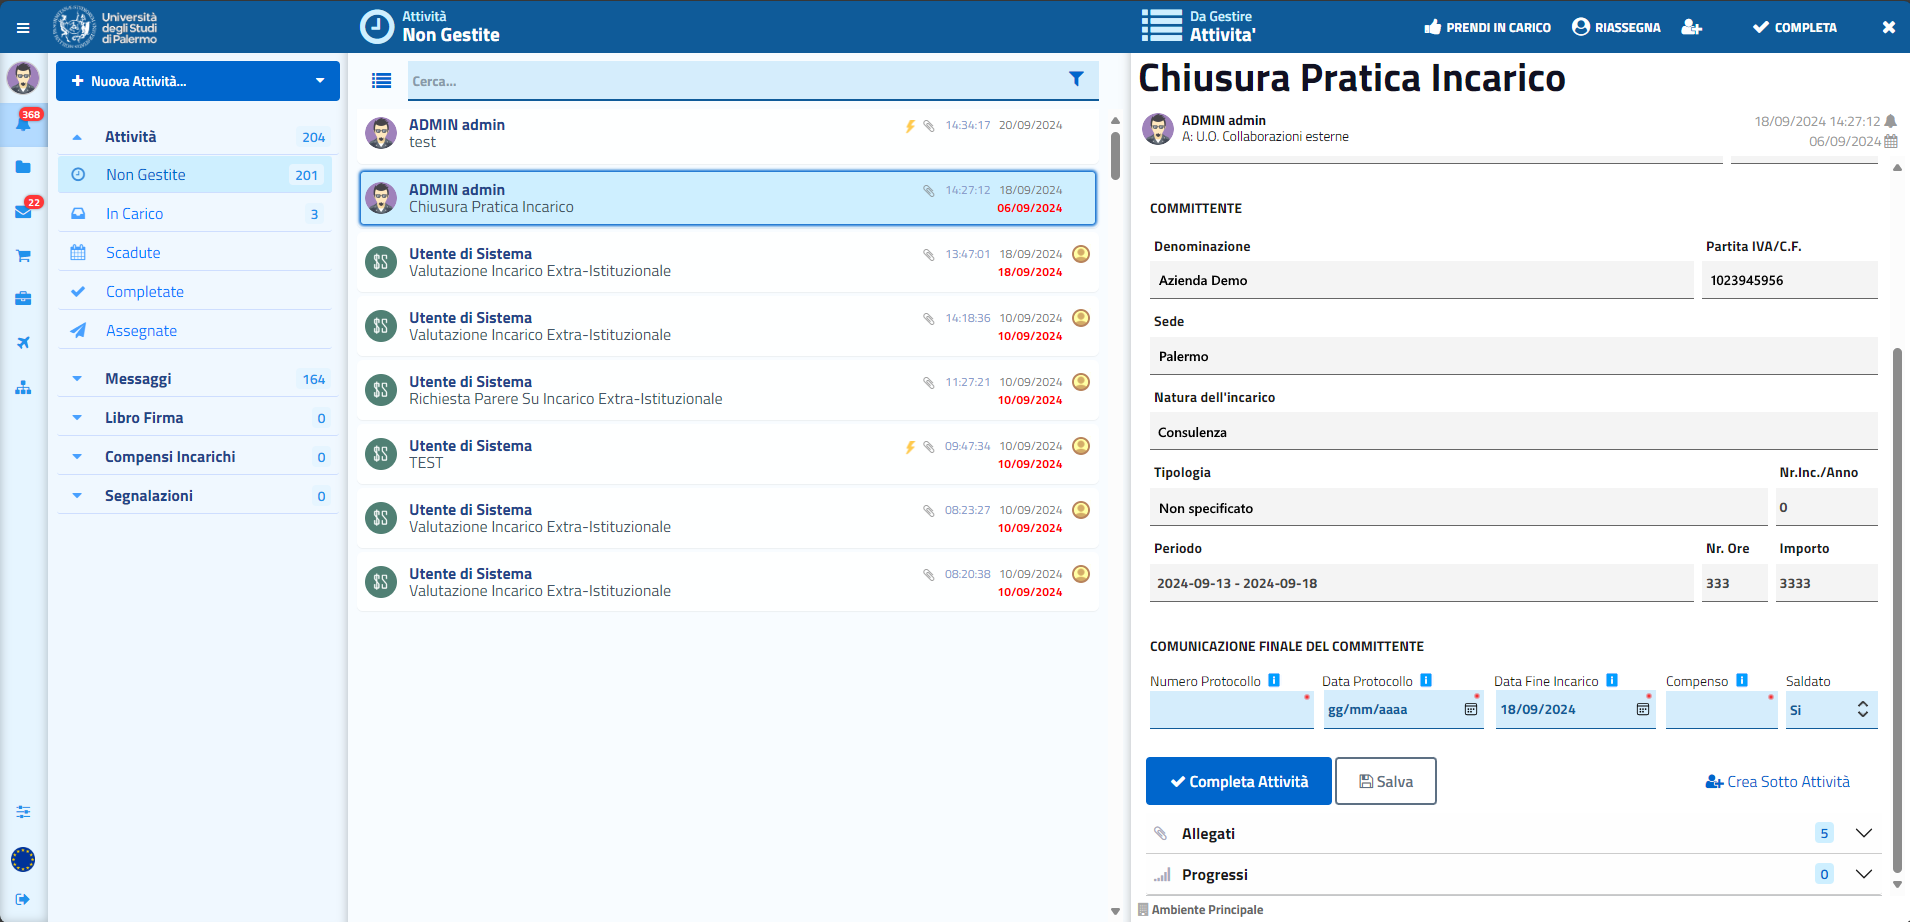 Università
degli Studi
di Palermo
Attività
Non Gestite
Da Gestire
Attivita'
PRENDI IN CARICO
RIASSEGNA
COMPLETA
368
22
Nuova Attività...
Attività 204
Non Gestite 201
In Carico 3
Scadute
Completate
Assegnate
Messaggi 164
Libro Firma 0
Compensi Incarichi 0
Segnalazioni 0
Cerca...
ADMIN admin 14:34:17 20/09/2024
test
ADMIN admin 14:27:12 18/09/2024
Chiusura Pratica Incarico 06/09/2024
$S Utente di Sistema 13:47:01 18/09/2024
Valutazione Incarico Extra-Istituzionale 18/09/2024
$S Utente di Sistema 14:18:36 10/09/2024
Valutazione Incarico Extra-Istituzionale 10/09/2024
$S Utente di Sistema 11:27:21 10/09/2024
Richiesta Parere Su Incarico Extra-Istituzionale 10/09/2024
$S Utente di Sistema 09:47:34 10/09/2024
TEST 10/09/2024
$S Utente di Sistema 08:23:27 10/09/2024
Valutazione Incarico Extra-Istituzionale 10/09/2024
$S Utente di Sistema 08:20:38 10/09/2024
Valutazione Incarico Extra-Istituzionale 10/09/2024
Chiusura Pratica Incarico
ADMIN admin 18/09/2024 14:27:12
A: U.O. Collaborazioni esterne 06/09/2024
COMMITTENTE
Denominazione Partita IVA/C.F.
Azienda Demo 1023945956
Sede
Palermo
Natura dell'incarico
Consulenza
Tipologia Nr.Inc./Anno
Non specificato 0
Periodo Nr. Ore Importo
2024-09-13 - 2024-09-18 333 3333
COMUNICAZIONE FINALE DEL COMMITTENTE
Numero Protocollo i Data Protocollo i Data Fine Incarico i Compenso i Saldato
gg/mm/aaaa 18/09/2024 Si
Completa Attività Salva Crea Sotto Attività
Allegati 5
Progressi 0
Ambiente Principale